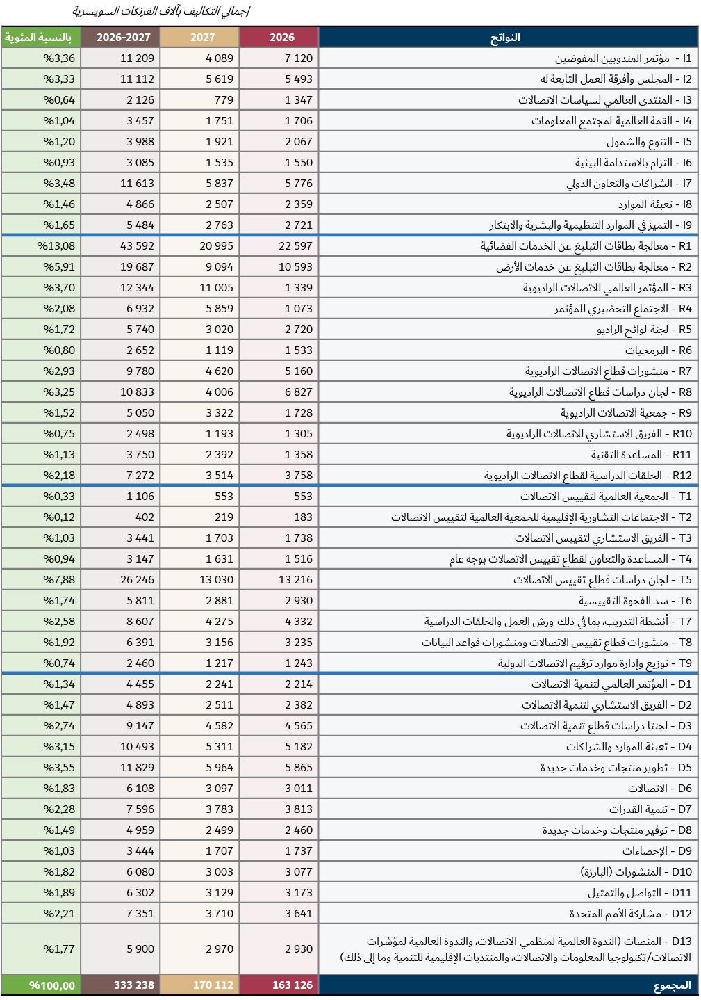 إجمالي التكاليف بآلاف الفرنكات السويسرية
النواتج 2026 2027 2026-2027 بالنسبة المئوية
I1 - مؤتمر المندوبين المفوضين 7 120 4 089 11 209 %3,36
I2 - المجلس وأفرقة العمل التابعة له 5 493 5 619 11 112 %3,33
I3 - المنتدى العالمي لسياسات الاتصالات 1 347 779 2 126 %0,64
I4 - القمة العالمية لمجتمع المعلومات 1 706 1 751 3 457 %1,04
I5 - التنوع والشمول 2 067 1 921 3 988 %1,20
I6 - التزام بالاستدامة البيئية 1 550 1 535 3 085 %0,93
I7 - الشراكات والتعاون الدولي 5 776 5 837 11 613 %3,48
I8 - تعبئة الموارد 2 359 2 507 4 866 %1,46
I9 - التميز في الموارد التنظيمية والبشرية والابتكار 2 721 2 763 5 484 %1,65
R1 - معالجة بطاقات التبليغ عن الخدمات الفضائية 22 597 20 995 43 592 %13,08
R2 - معالجة بطاقات التبليغ عن خدمات الأرض 10 593 9 094 19 687 %5,91
R3 - المؤتمر العالمي للاتصالات الراديوية 1 339 11 005 12 344 %3,70
R4 - الاجتماع التحضيري للمؤتمر 1 073 5 859 6 932 %2,08
R5 - لجنة لوائح الراديو 2 720 3 020 5 740 %1,72
R6 - البرمجيات 1 533 1 119 2 652 %0,80
R7 - منشورات قطاع الاتصالات الراديوية 5 160 4 620 9 780 %2,93
R8 - لجان دراسات قطاع الاتصالات الراديوية 6 827 4 006 10 833 %3,25
R9 - جمعية الاتصالات الراديوية 1 728 3 322 5 050 %1,52
R10 - الفريق الاستشاري للاتصالات الراديوية 1 305 1 193 2 498 %0,75
R11 - المساعدة التقنية 1 358 2 392 3 750 %1,13
R12 - الحلقات الدراسية لقطاع الاتصالات الراديوية 3 758 3 514 7 272 %2,18
T1 - الجمعية العالمية لتقييس الاتصالات 553 553 1 106 %0,33
T2 - الاجتماعات التشاورية الإقليمية للجمعية العالمية لتقييس الاتصالات 183 219 402 %0,12
T3 - الفريق الاستشاري لتقييس الاتصالات 1 738 1 703 3 441 %1,03
T4 - المساعدة والتعاون لقطاع تقييس الاتصالات بوجه عام 1 516 1 631 3 147 %0,94
T5 - لجان دراسات قطاع تقييس الاتصالات 13 216 13 030 26 246 %7,88
T6 - سد الفجوة التقييسية 2 930 2 881 5 811 %1,74
T7 - أنشطة التدريب، بما في ذلك ورش العمل والحلقات الدراسية 4 332 4 275 8 607 %2,58
T8 - منشورات قطاع تقييس الاتصالات ومنشورات قواعد البيانات 3 235 3 156 6 391 %1,92
T9 - توزيع وإدارة موارد ترقيم الاتصالات الدولية 1 243 1 217 2 460 %0,74
D1 - المؤتمر العالمي لتنمية الاتصالات 2 214 2 241 4 455 %1,34
D2 - الفريق الاستشاري لتنمية الاتصالات 2 382 2 511 4 893 %1,47
D3 - لجنتا دراسات قطاع تنمية الاتصالات 4 565 4 582 9 147 %2,74
D4 - تعبئة الموارد والشراكات 5 182 5 311 10 493 %3,15
D5 - تطوير منتجات وخدمات جديدة 5 865 5 964 11 829 %3,55
D6 - الاتصالات 3 011 3 097 6 108 %1,83
D7 - تنمية القدرات 3 813 3 783 7 596 %2,28
D8 - توفير منتجات وخدمات جديدة 2 460 2 499 4 959 %1,49
D9 - الإحصاءات 1 737 1 707 3 444 %1,03
D10 - المنشورات (البارزة) 3 077 3 003 6 080 %1,82
D11 - التواصل والتمثيل 3 173 3 129 6 302 %1,89
D12 - مشاركة الأمم المتحدة 3 641 3 710 7 351 %2,21
D13 - المنصات (الندوة العالمية لمنظمي الاتصالات، والندوة العالمية لمؤشرات
الاتصالات/تكنولوجيا المعلومات والاتصالات، والمنتديات الإقليمية للتنمية وما إلى ذلك) 2 930 2 970 5 900 %1,77
المجموع 163 126 170 112 333 238 %100,00